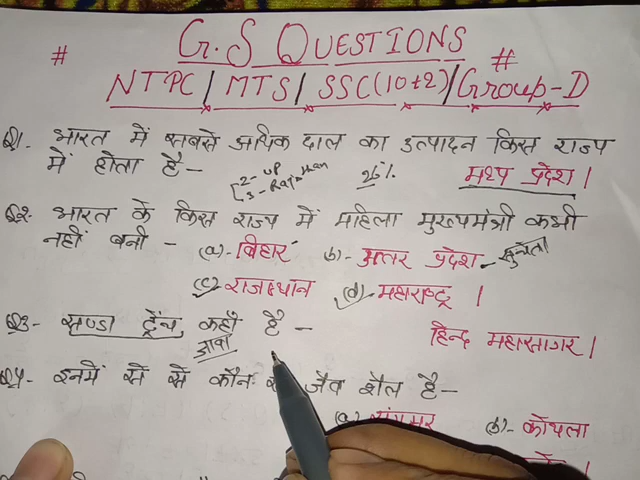 # G.S QUESTIONS #
NTPC/MTS/SSC(10+2)/Group-D
Q1. भारत में सबसे अधिक दाल का उत्पादन किस राज्य
में होता है- [2- UP 26% मध्य प्रदेश।
3- Rajasthan
Q2- भारत के किस राज्य में महिला मुख्यमंत्री कभी
नहीं बनी - (a)- बिहार (b)- उत्तर प्रदेश-
(c)- राजस्थान (d)- महाराष्ट्र।
Q3- सण्डा ट्रेंच कहाँ है - हिन्द महासागर।
जावा
Q4- इनमें से से कौन जैव शैल है-
(b)- कोयला